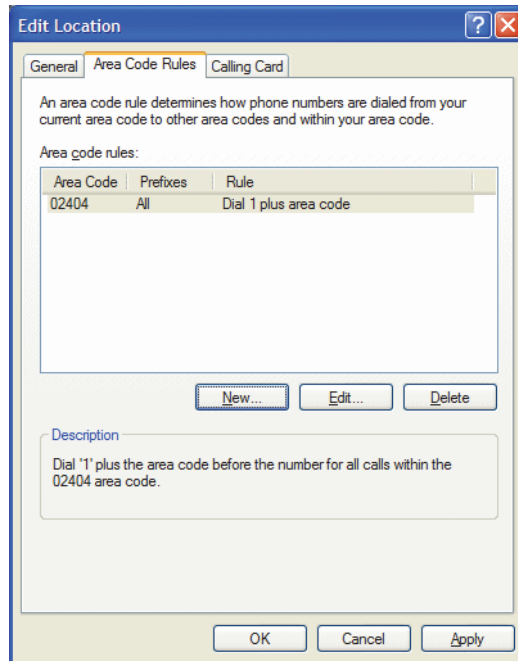 Edit Location
General Area Code Rules Calling Card
An area code rule determines how phone numbers are dialed from your
current area code to other area codes and within your area code.
Area code rules:
Area Code Prefixes Rule
02404 All Dial 1 plus area code
New... Edit... Delete
Description
Dial '1' plus the area code before the number for all calls within the
02404 area code.
OK Cancel Apply